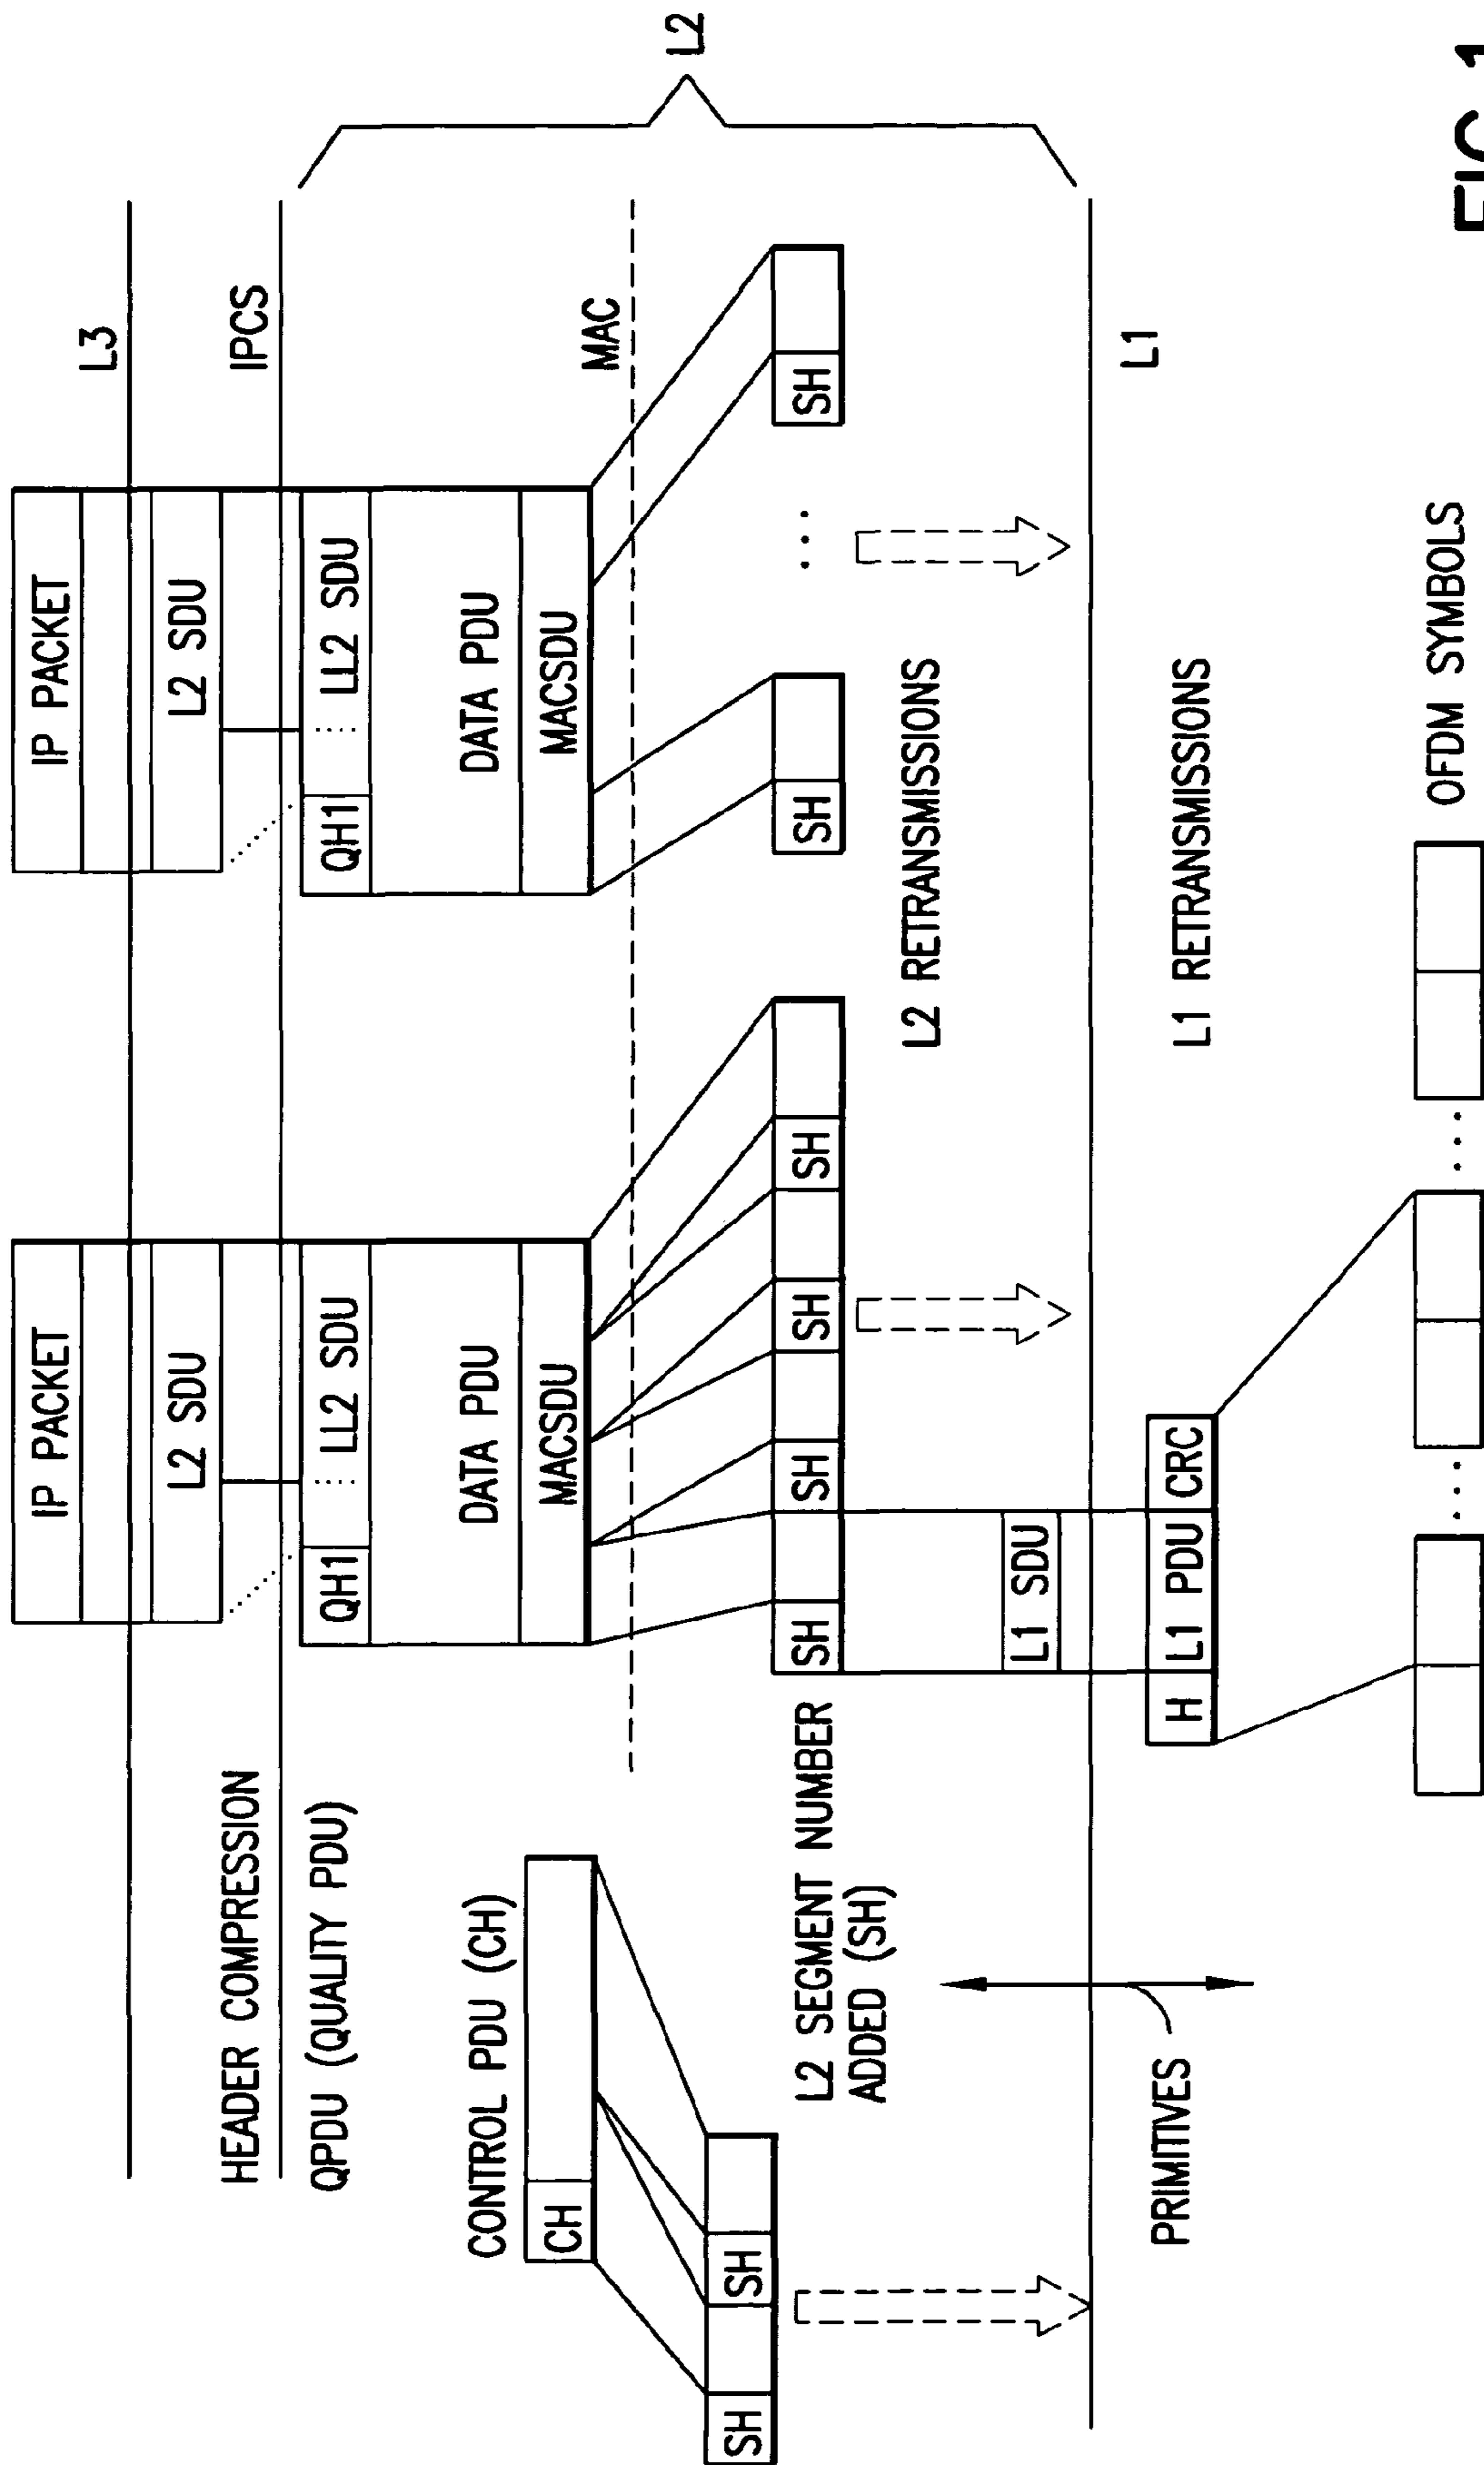 L3
IP PACKET
IP PACKET
L2 SDU
L2 SDU
HEADER COMPRESSION
IPCS
QPDU (QUALITY PDU)
QH1
LL2 SDU
QH1
LL2 SDU
CONTROL PDU (CH)
DATA PDU
DATA PDU
CH
MACSDU
MACSDU
MAC
L2
SH
SH
L2 SEGMENT NUMBER
ADDED (SH)
SH
SH
SH
SH
SH
...
SH
L2 RETRANSMISSIONS
L1 SDU
L1
PRIMITIVES
H
L1 PDU
CRC
L1 RETRANSMISSIONS
...
...
OFDM SYMBOLS
FIG.1